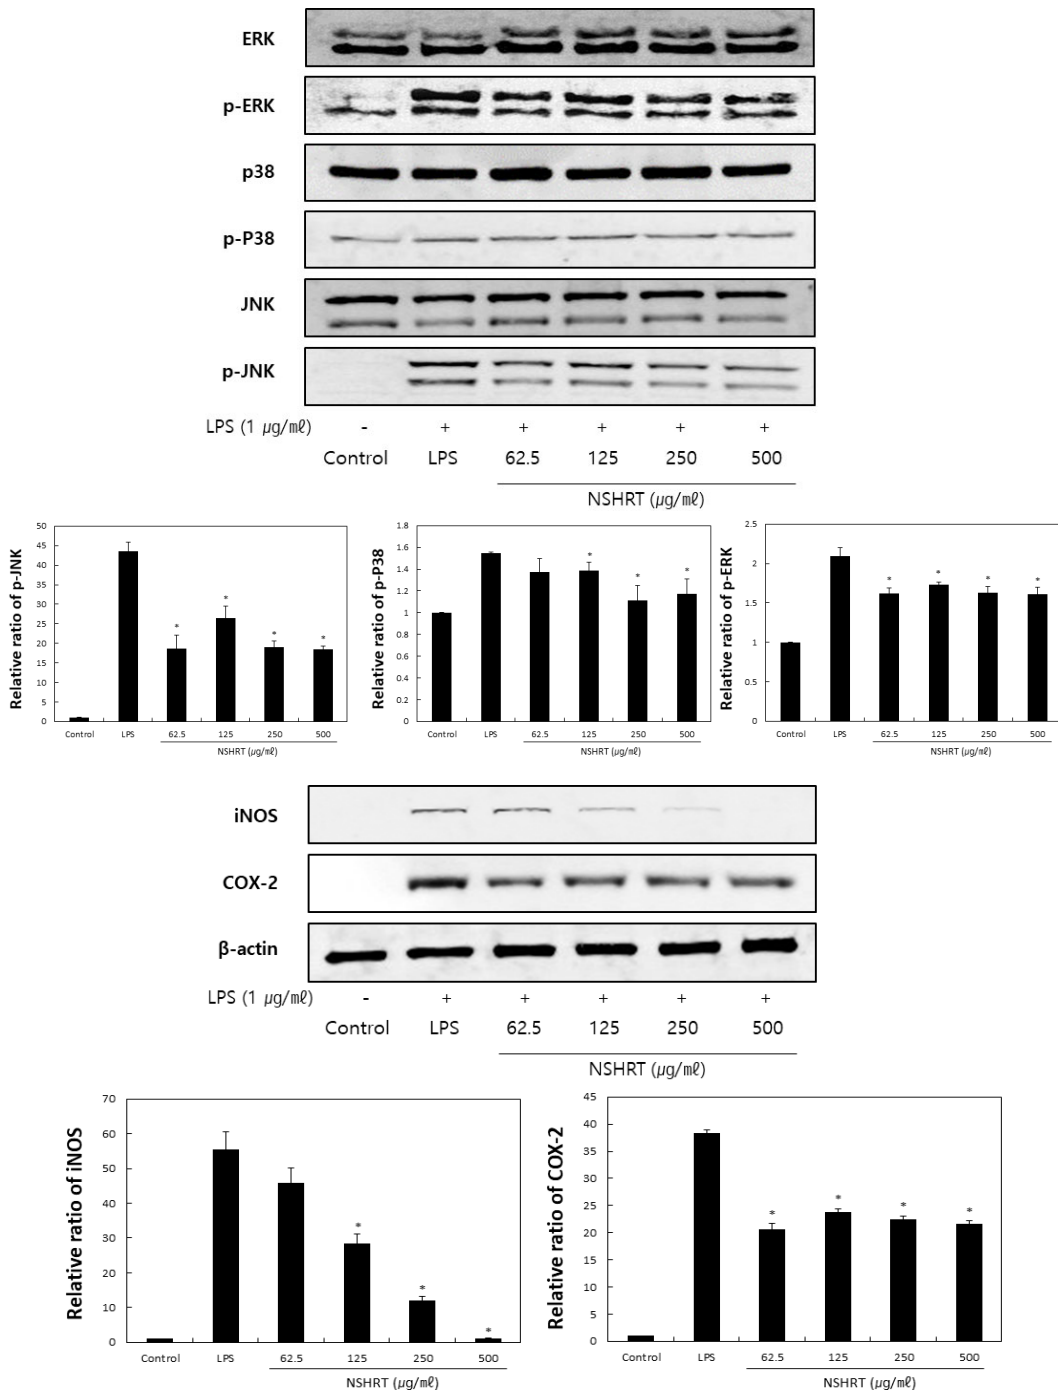 ERK
p-ERK
p38
p-P38
JNK
p-JNK
LPS (1 ㎍/㎖) - + + + + +
Control LPS 62.5 125 250 500
NSHRT (㎍/㎖)
Relative ratio of p-JNK
50
45
40
35
30
25
20
15
10
5
0
* * * *
Control LPS 62.5 125 250 500
NSHRT (㎍/㎖)
Relative ratio of p-P38
1.8
1.6
1.4
1.2
1
0.8
0.6
0.4
0.2
0
* * *
Control LPS 62.5 125 250 500
NSHRT (㎍/㎖)
Relative ratio of p-ERK
2.5
2
1.5
1
0.5
0
* * * *
Control LPS 62.5 125 250 500
NSHRT (㎍/㎖)
iNOS
COX-2
β-actin
LPS (1 ㎍/㎖) - + + + + +
Control LPS 62.5 125 250 500
NSHRT (㎍/㎖)
Relative ratio of iNOS
70
60
50
40
30
20
10
0
* * *
Control LPS 62.5 125 250 500
NSHRT (㎍/㎖)
Relative ratio of COX-2
45
40
35
30
25
20
15
10
5
0
* * * *
Control LPS 62.5 125 250 500
NSHRT (㎍/㎖)